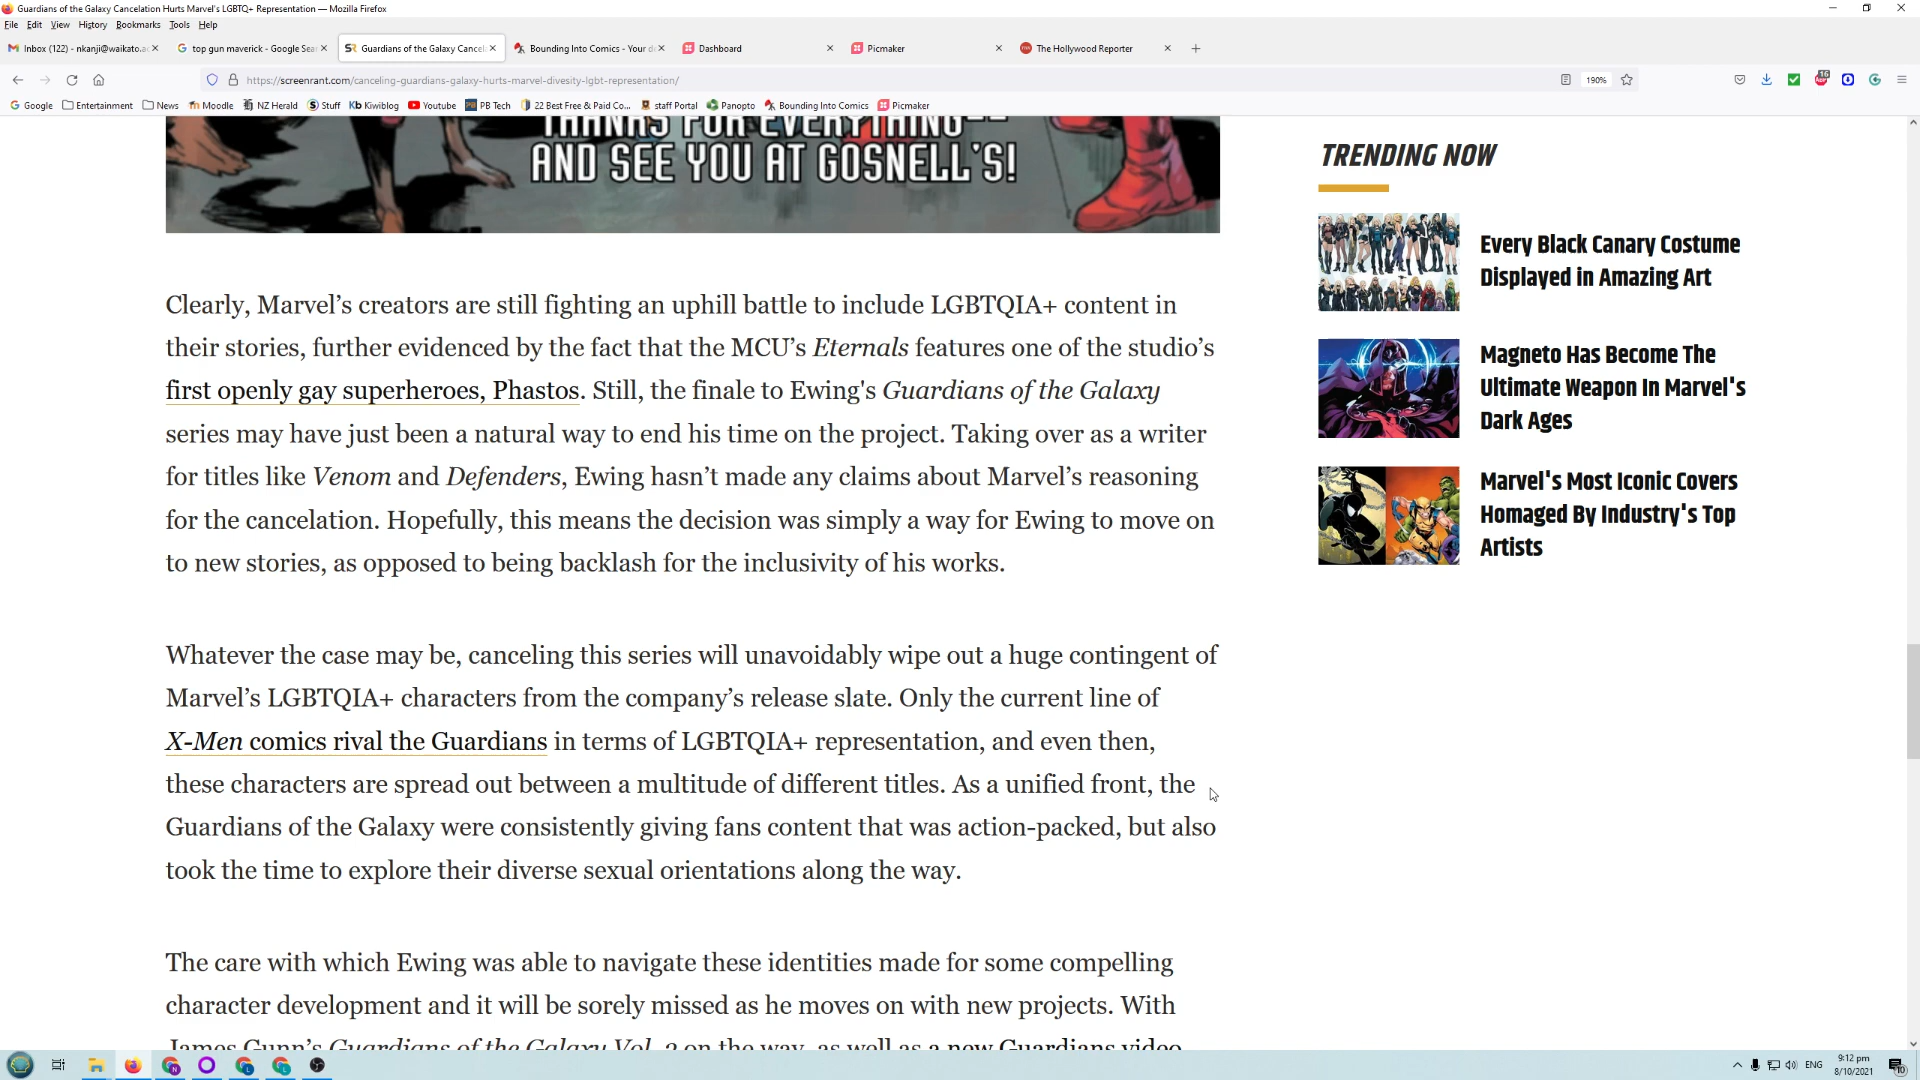 Guardians of the Galaxy Cancelation Hurts Marvel's LGBTQ+ Representation — Mozilla Firefox
File Edit View History Bookmarks Tools Help
Inbox (122) - nkanji@waikato.ac
top gun maverick - Google Sea
Guardians of the Galaxy Cancel
Bounding Into Comics - Your d
Dashboard
Picmaker
The Hollywood Reporter
https://screenrant.com/canceling-guardians-galaxy-hurts-marvel-divesity-lgbt-representation/
190%
Google Entertainment News Moodle NZ Herald Stuff Kiwiblog Youtube PB Tech 22 Best Free & Paid Co... staff Portal Panopto Bounding Into Comics Picmaker
THANKS FOR EVERYTHING--
AND SEE YOU AT GOSNELL'S!
Clearly, Marvel’s creators are still fighting an uphill battle to include LGBTQIA+ content in
their stories, further evidenced by the fact that the MCU’s Eternals features one of the studio’s
first openly gay superheroes, Phastos. Still, the finale to Ewing's Guardians of the Galaxy
series may have just been a natural way to end his time on the project. Taking over as a writer
for titles like Venom and Defenders, Ewing hasn’t made any claims about Marvel’s reasoning
for the cancelation. Hopefully, this means the decision was simply a way for Ewing to move on
to new stories, as opposed to being backlash for the inclusivity of his works.
Whatever the case may be, canceling this series will unavoidably wipe out a huge contingent of
Marvel’s LGBTQIA+ characters from the company’s release slate. Only the current line of
X-Men comics rival the Guardians in terms of LGBTQIA+ representation, and even then,
these characters are spread out between a multitude of different titles. As a unified front, the
Guardians of the Galaxy were consistently giving fans content that was action-packed, but also
took the time to explore their diverse sexual orientations along the way.
The care with which Ewing was able to navigate these identities made for some compelling
character development and it will be sorely missed as he moves on with new projects. With
James Gunn’s Guardians of the Galaxy Vol. 3 on the way, as well as a new Guardians video
TRENDING NOW
Every Black Canary Costume
Displayed in Amazing Art
Magneto Has Become The
Ultimate Weapon In Marvel's
Dark Ages
Marvel's Most Iconic Covers
Homaged By Industry's Top
Artists
ENG
9:12 pm
8/10/2021